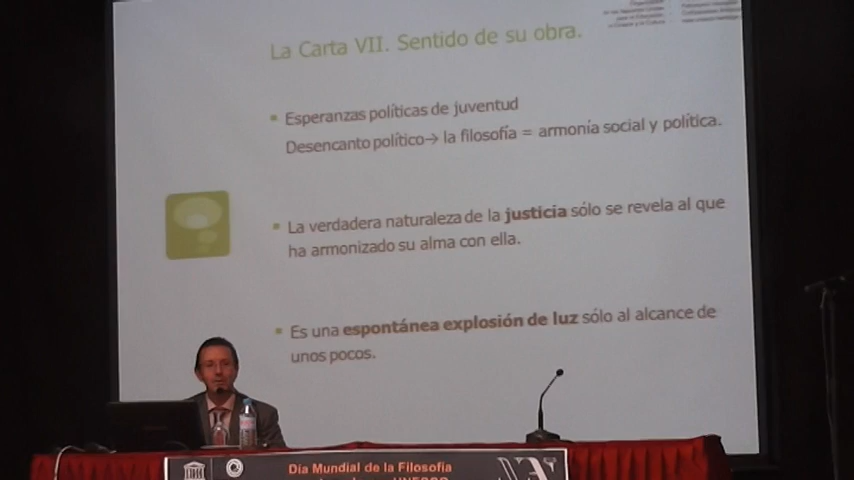 La Carta VII. Sentido de su obra.
Esperanzas políticas de juventud
Desencanto político→ la filosofía = armonía social y política.
La verdadera naturaleza de la justicia sólo se revela al que
ha armonizado su alma con ella.
Es una espontánea explosión de luz sólo al alcance de
unos pocos.
Día Mundial de la Filosofía